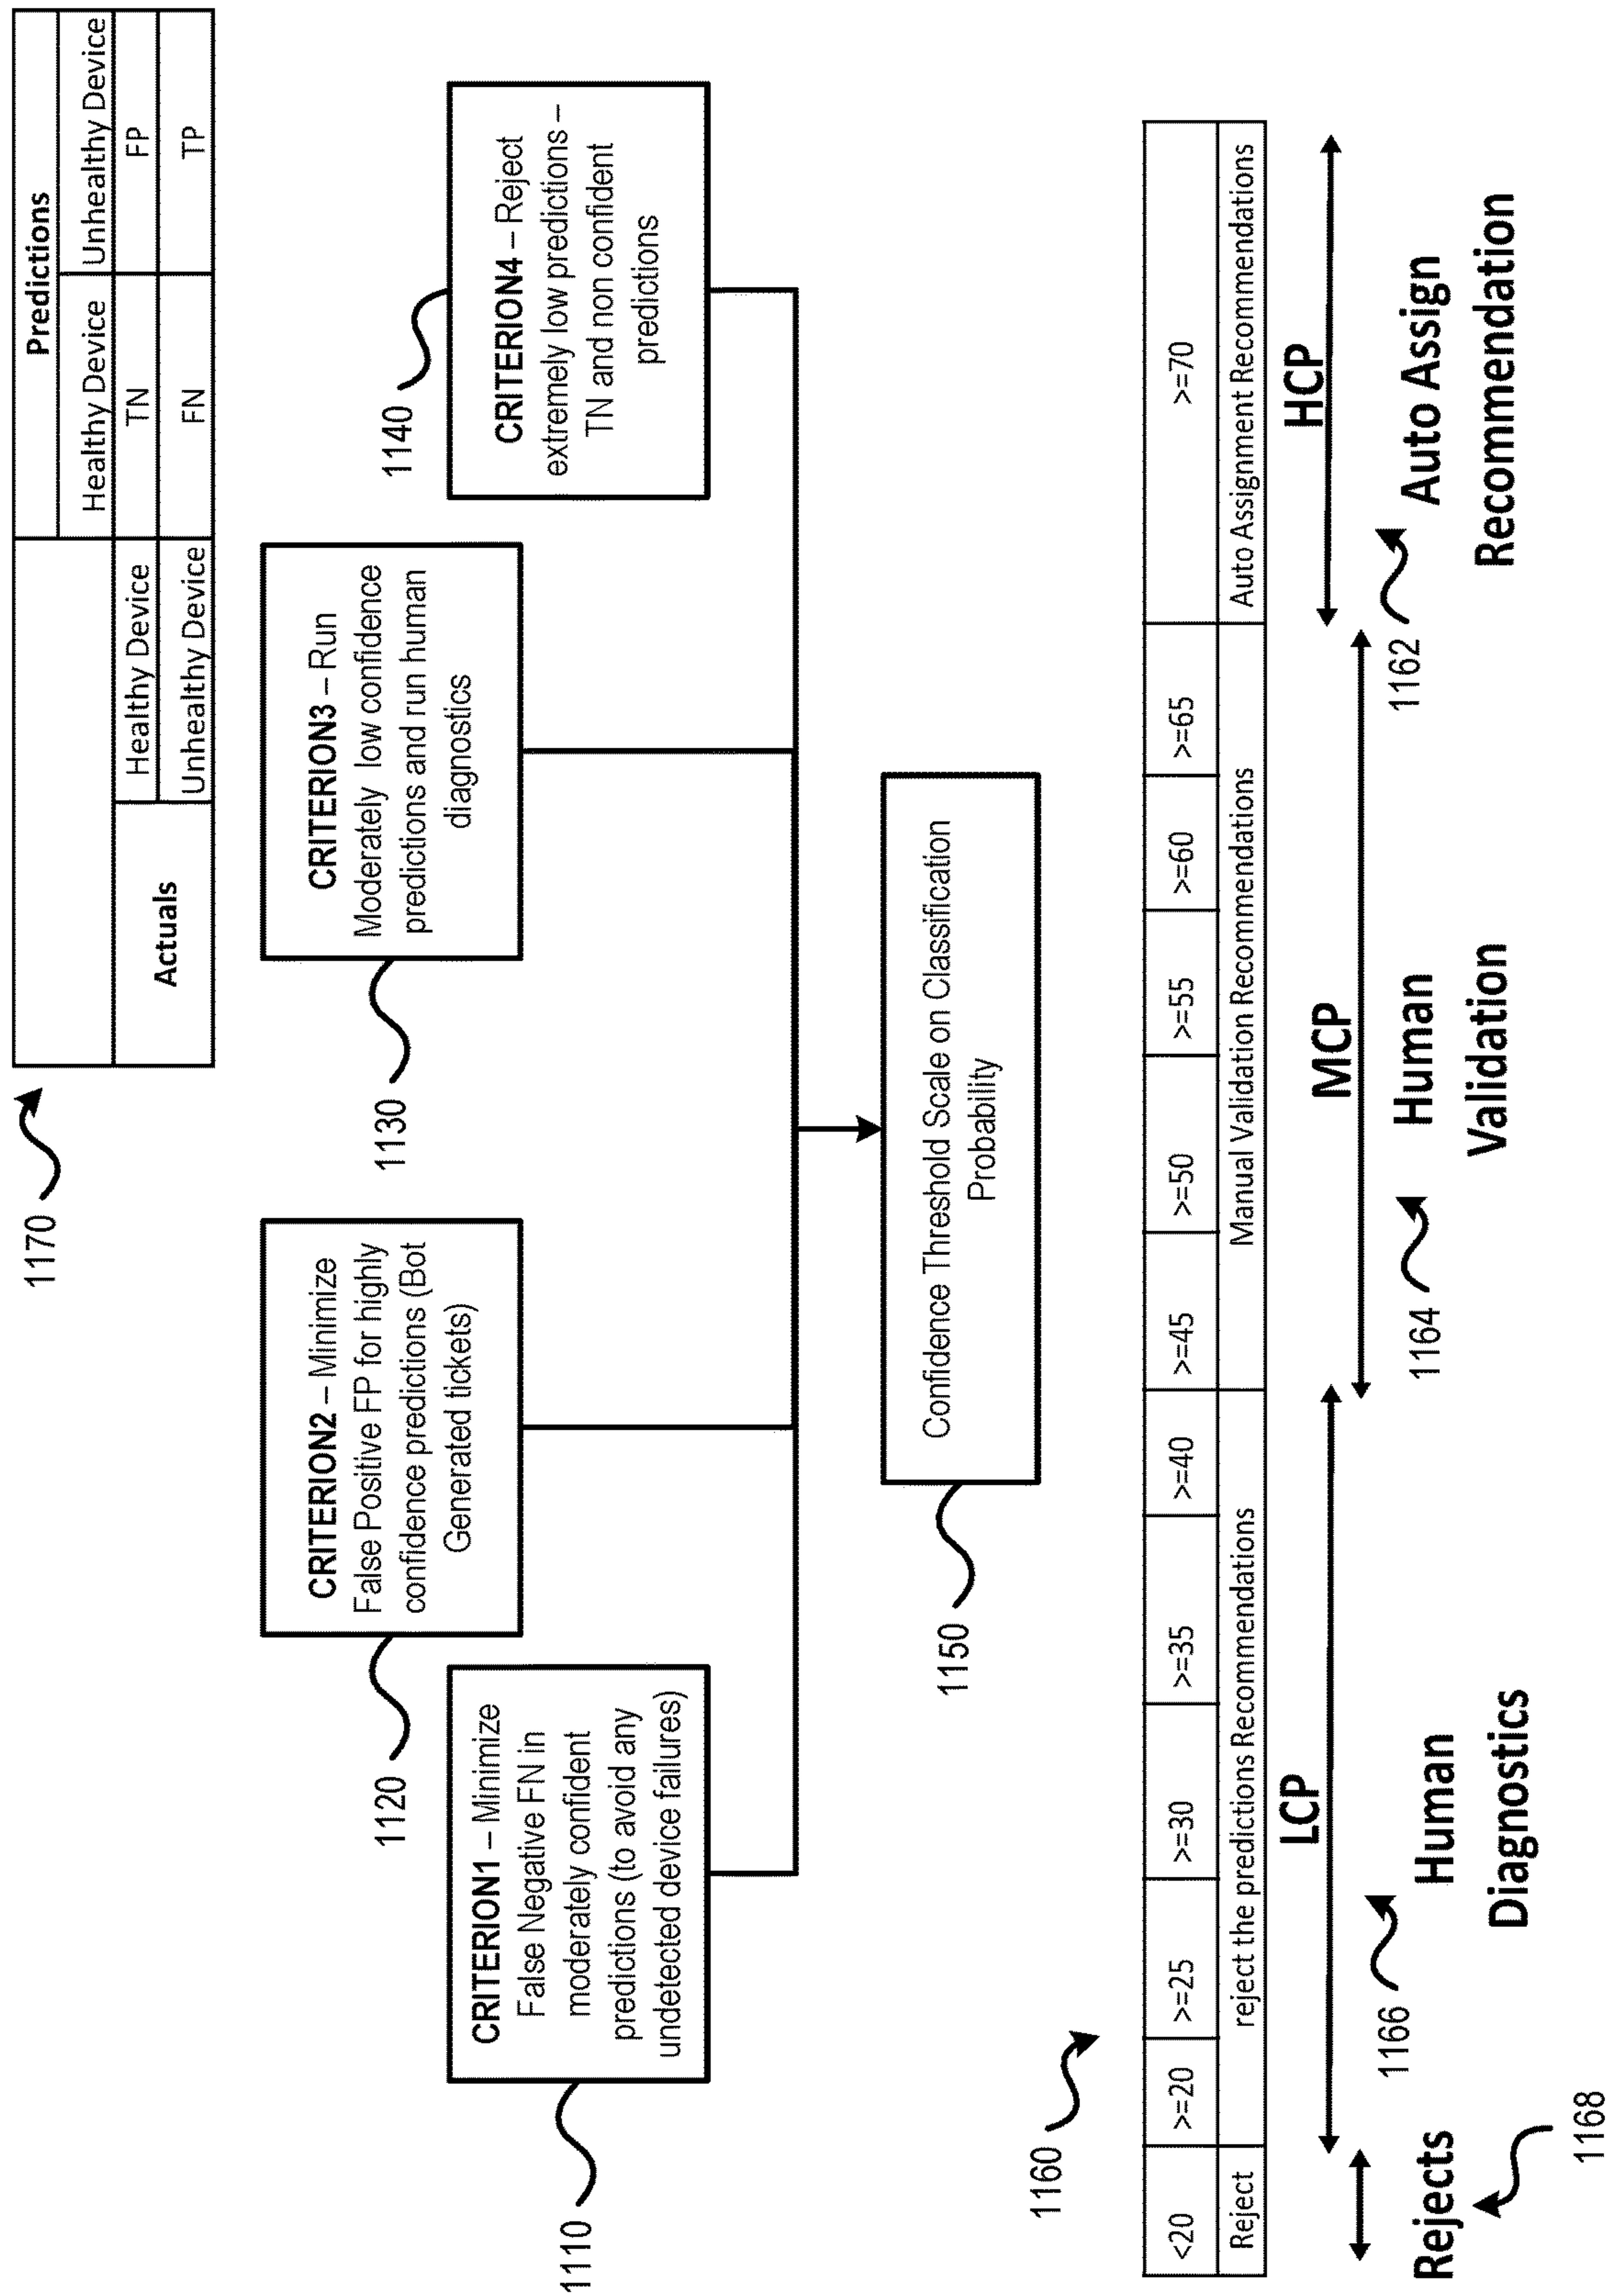 1170
Predictions
Healthy Device
Unhealthy Device
Actuals
Healthy Device
TN
FP
Unhealthy Device
FN
TP
1120
CRITERION2 – Minimize
False Positive FP for highly
confidence predictions (Bot
Generated tickets)
1130
CRITERION3 – Run
Moderately low confidence
predictions and run human
diagnostics
1110
CRITERION1 – Minimize
False Negative FN in
moderately confident
predictions (to avoid any
undetected device failures)
1140
CRITERION4 – Reject
extremely low predictions –
TN and non confident
predictions
1150
Confidence Threshold Scale on Classification
Probability
1160
<20
>=20
>=25
>=30
>=35
>=40
>=45
>=50
>=55
>=60
>=65
>=70
Reject
reject the predictions Recommendations
Manual Validation Recommendations
Auto Assignment Recommendations
LCP
MCP
HCP
Rejects
1168
1166
Human
Diagnostics
1164
Human
Validation
1162
Auto Assign
Recommendation